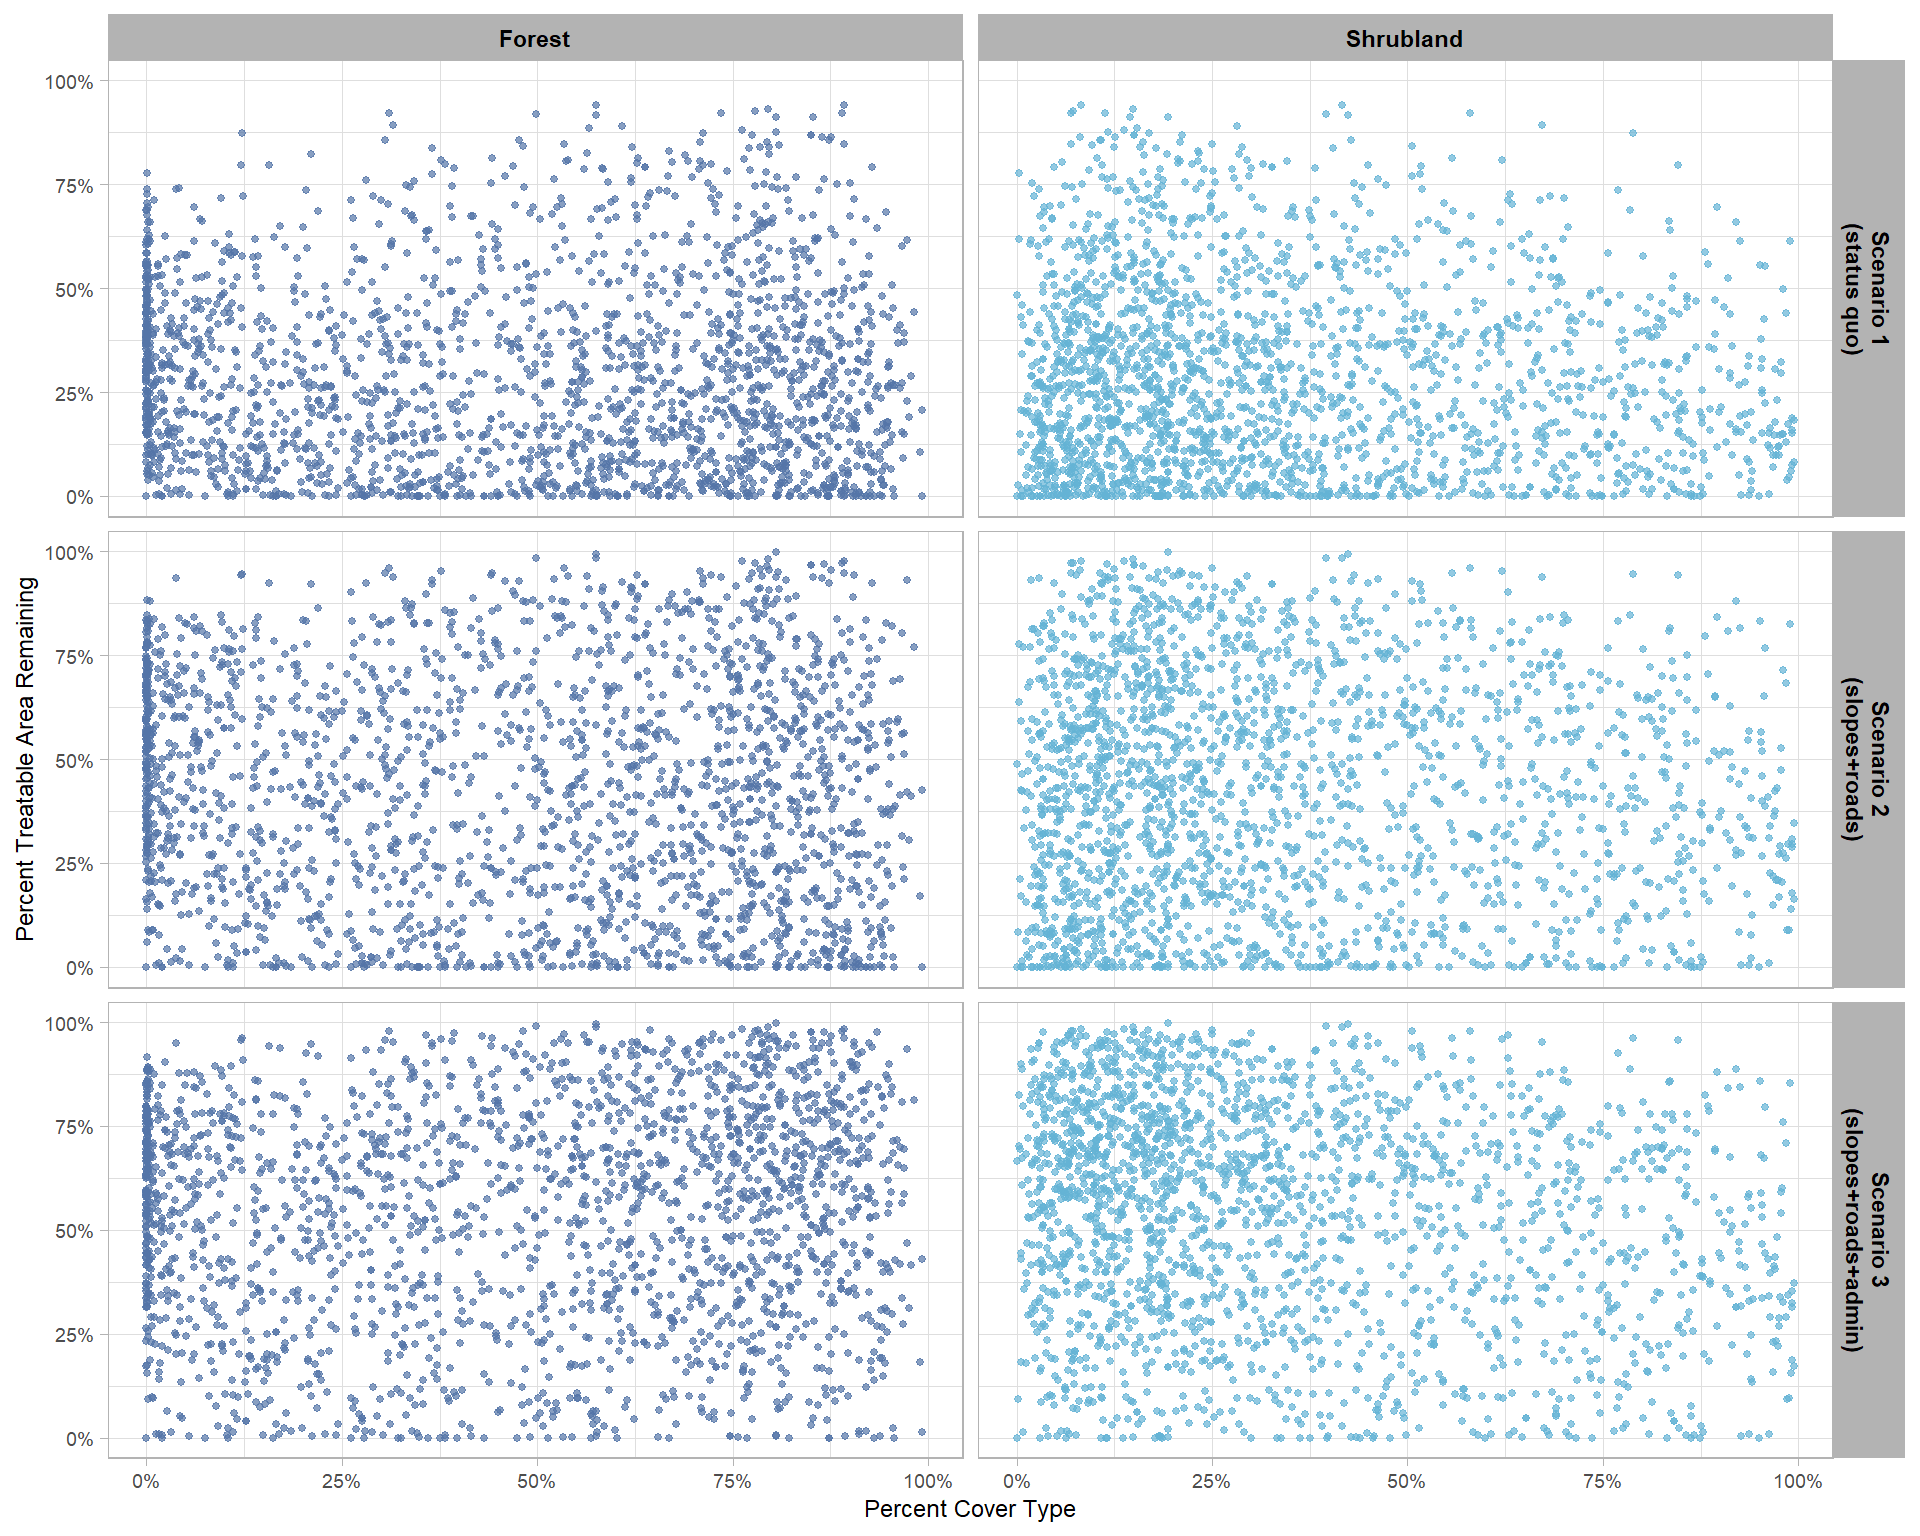 Forest
Shrubland
100%
75%
50%
25%
0%
Scenario 1
(status quo)
100%
75%
50%
25%
0%
Scenario 2
(slopes+roads)
Percent Treatable Area Remaining
100%
75%
50%
25%
0%
Scenario 3
(slopes+roads+admin)
0%
25%
50%
75%
100%
0%
25%
50%
75%
100%
Percent Cover Type